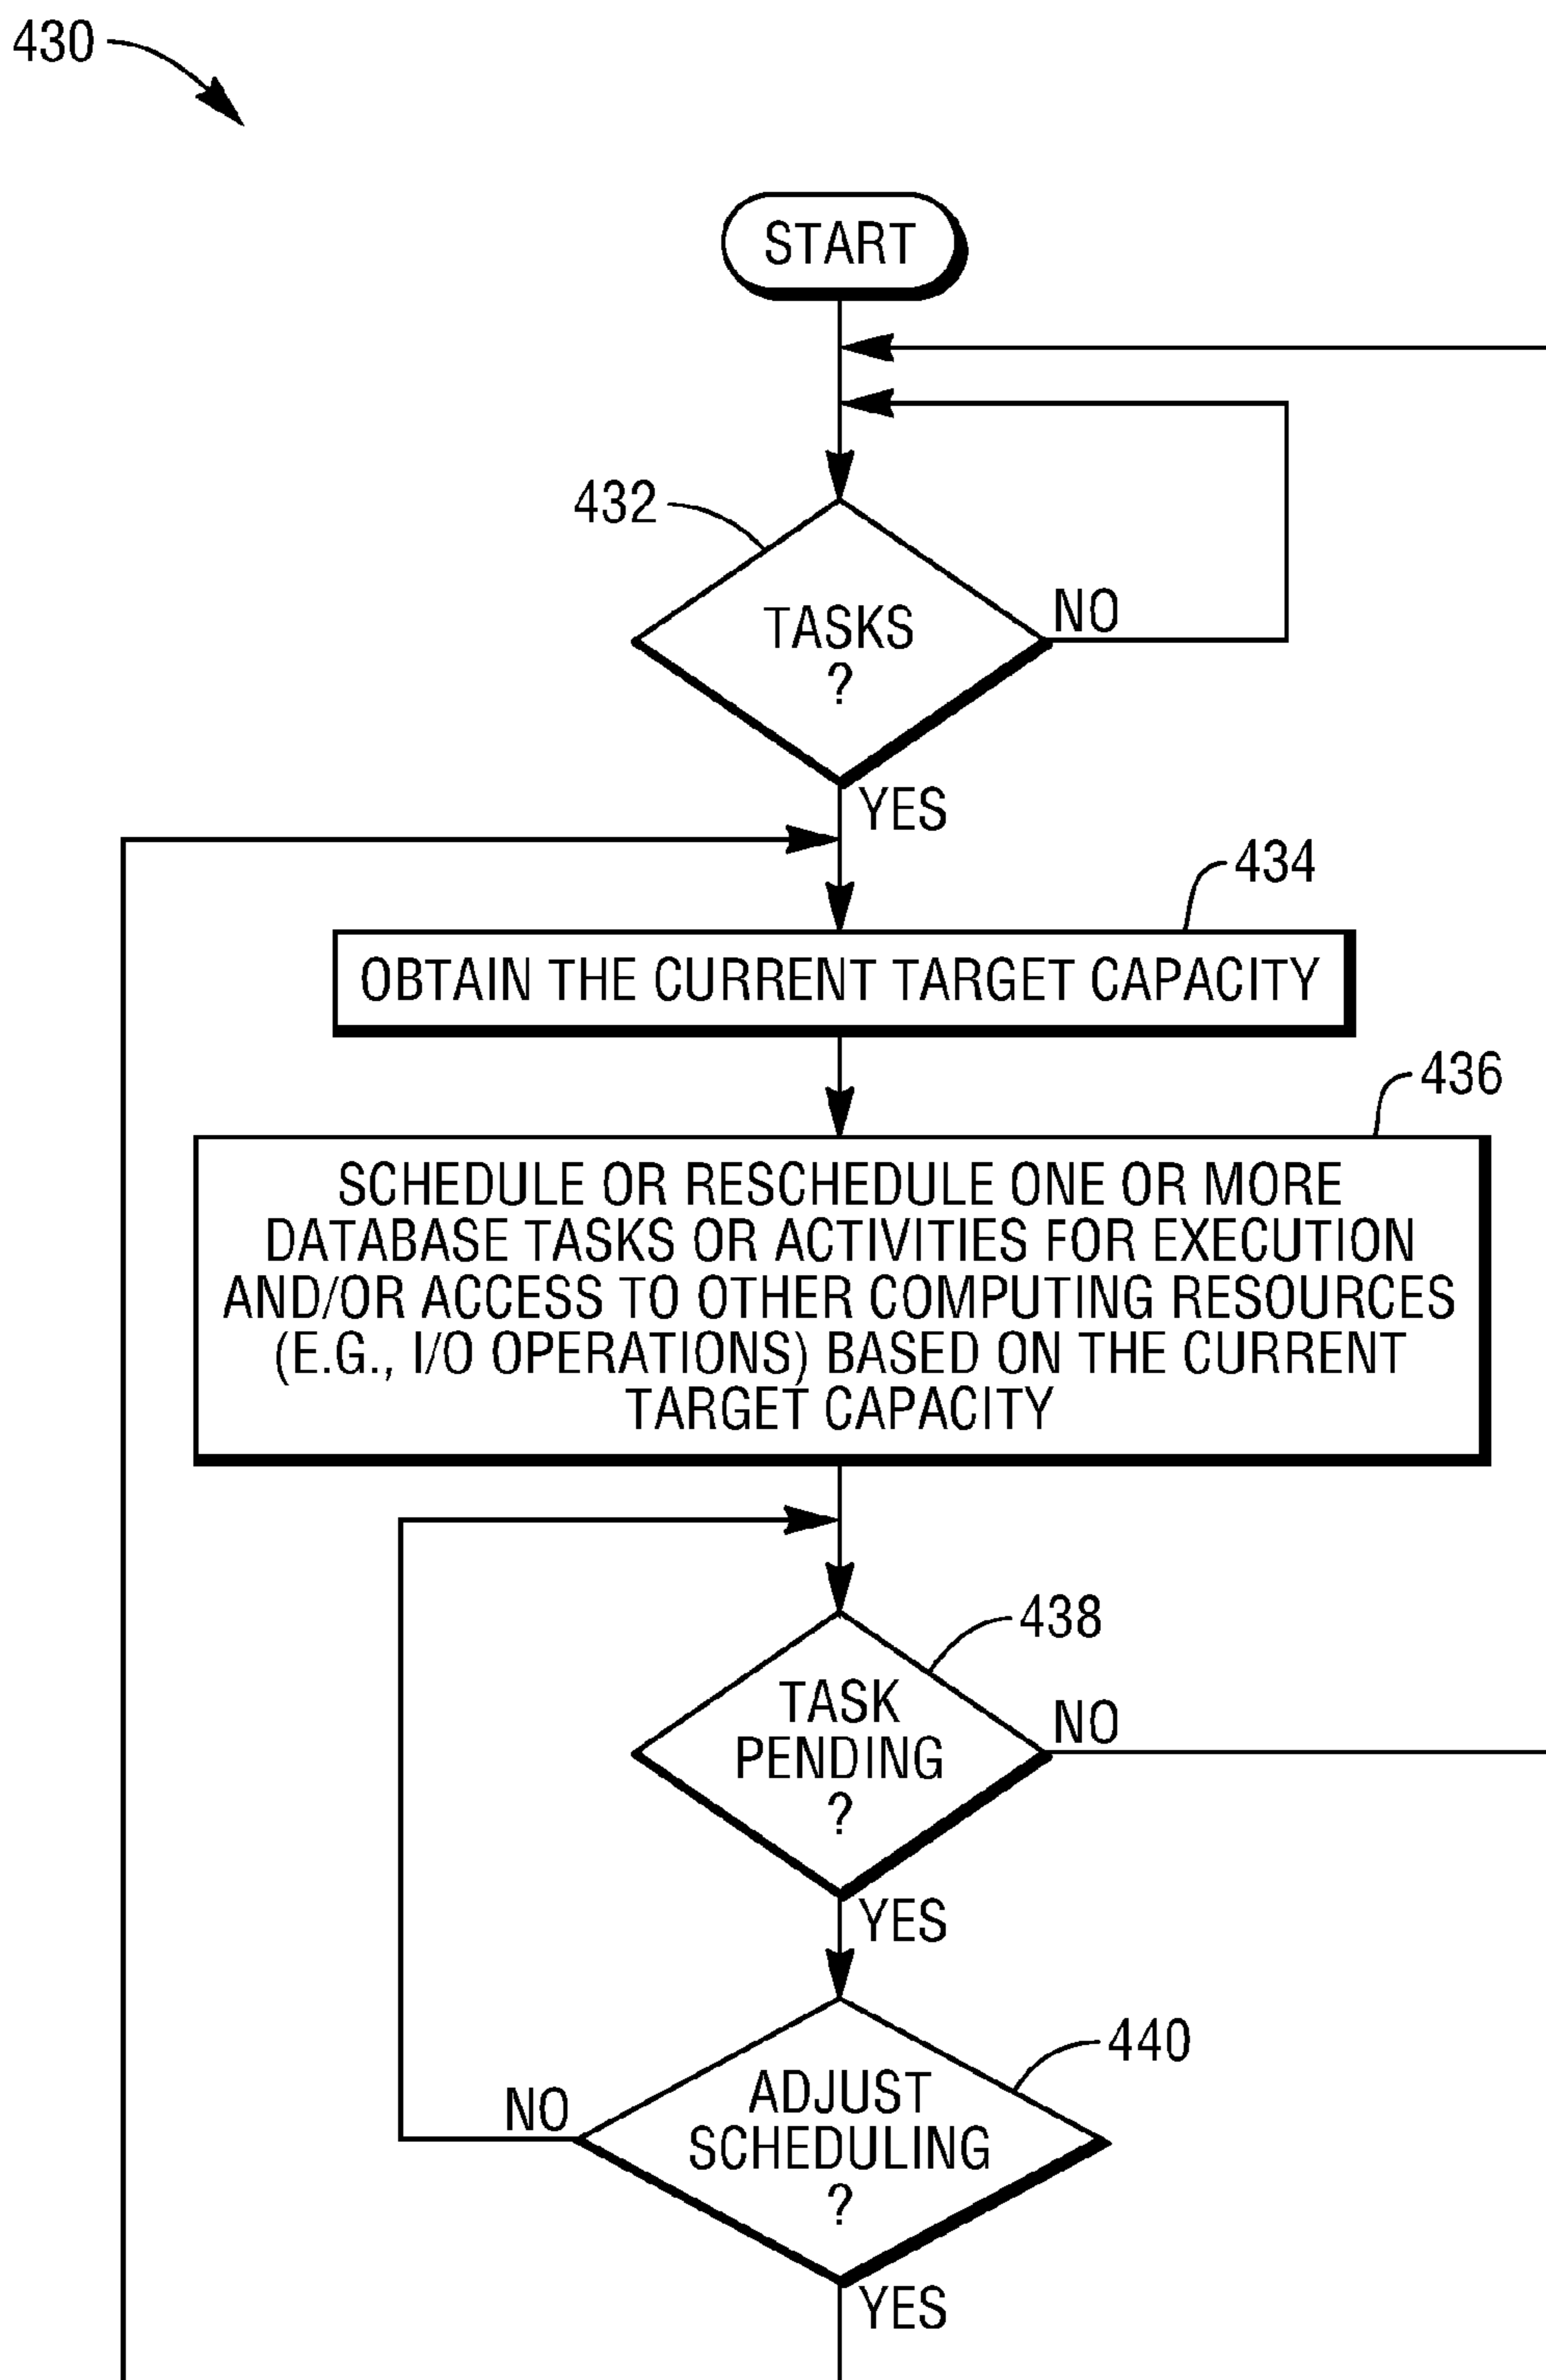 430
START
432
TASKS
?
NO
YES
434
OBTAIN THE CURRENT TARGET CAPACITY
436
SCHEDULE OR RESCHEDULE ONE OR MORE
DATABASE TASKS OR ACTIVITIES FOR EXECUTION
AND/OR ACCESS TO OTHER COMPUTING RESOURCES
(E.G., I/O OPERATIONS) BASED ON THE CURRENT
TARGET CAPACITY
438
TASK
PENDING
?
NO
YES
440
ADJUST
SCHEDULING
?
NO
YES